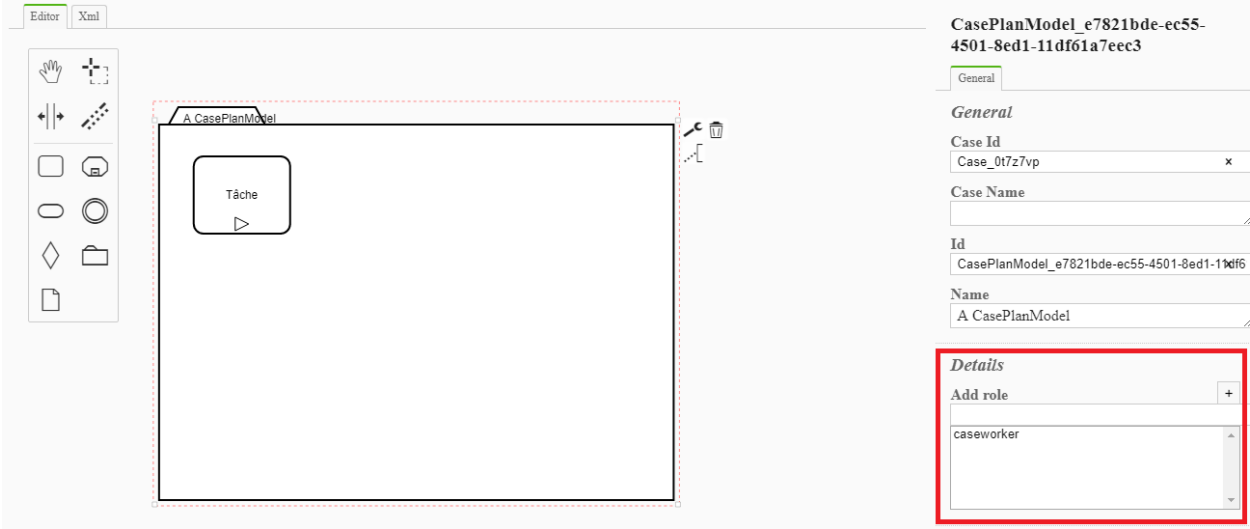 Editor
Xml
A CasePlanModel
Tâche
CasePlanModel_e7821bde-ec55-
4501-8ed1-11df61a7eec3
General
General
Case Id
Case_0t7z7vp
Case Name
Id
CasePlanModel_e7821bde-ec55-4501-8ed1-11df6
Name
A CasePlanModel
Details
Add role
+
caseworker